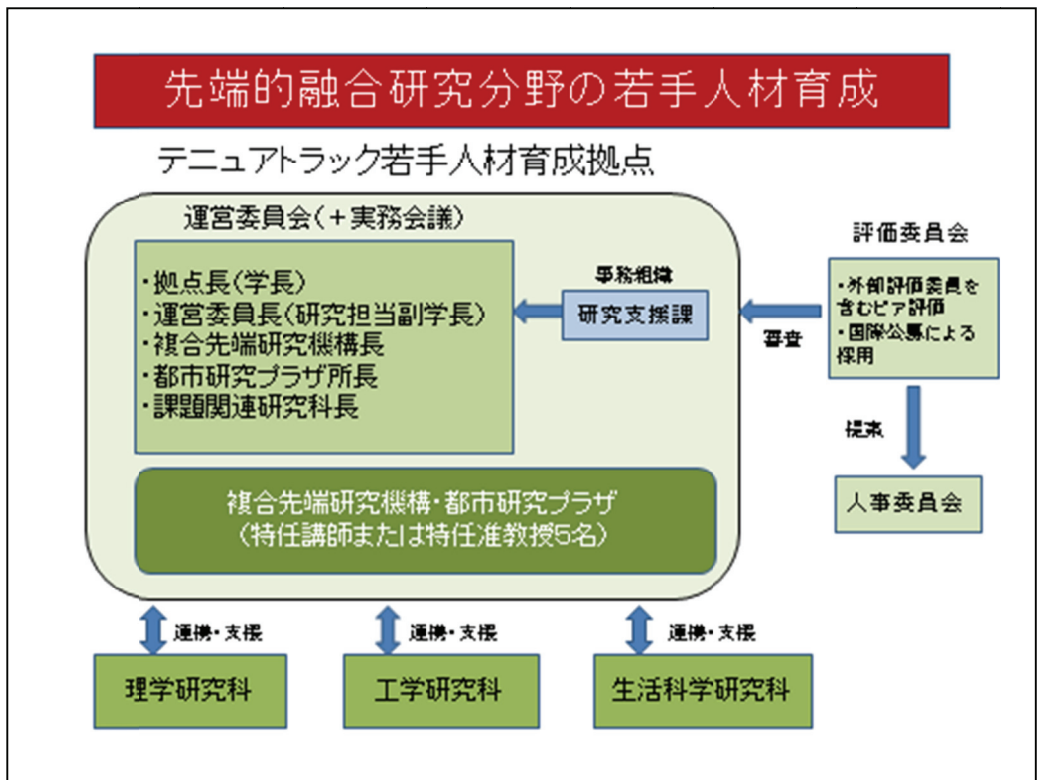 先端的融合研究分野の若手人材育成
テニュアトラック若手人材育成拠点
運営委員会(+実務会議)
・拠点長(学長)
・運営委員長(研究担当副学長)
・複合先端研究機構長
・都市研究プラザ所長
・課題関連研究科長
事務組織
研究支援課
審査
評価委員会
・外部評価委員を
含むピア評価
・国際公募による
採用
提案
人事委員会
複合先端研究機構・都市研究プラザ
(特任講師または特任准教授5名)
連携・支援
連携・支援
連携・支援
理学研究科
工学研究科
生活科学研究科